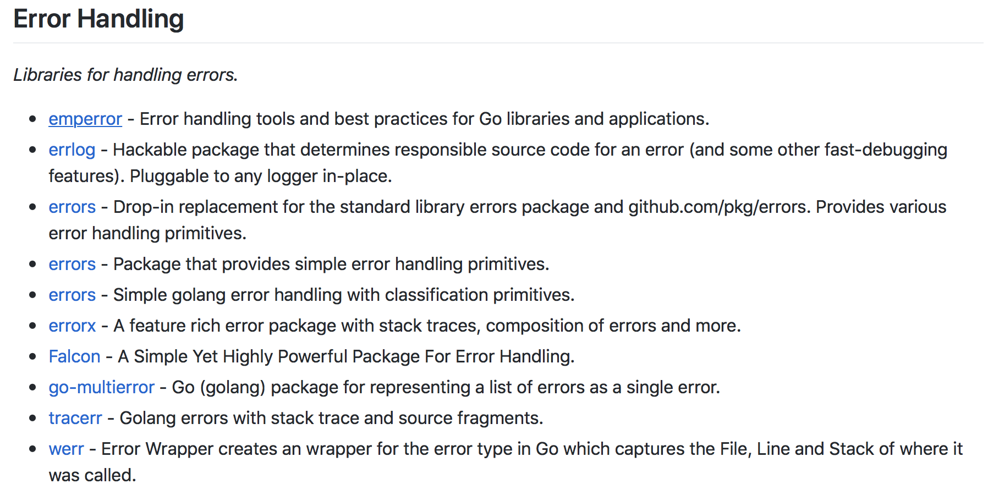 Error Handling
Libraries for handling errors.
• emperror - Error handling tools and best practices for Go libraries and applications.
• errlog - Hackable package that determines responsible source code for an error (and some other fast-debugging
features). Pluggable to any logger in-place.
• errors - Drop-in replacement for the standard library errors package and github.com/pkg/errors. Provides various
error handling primitives.
• errors - Package that provides simple error handling primitives.
• errors - Simple golang error handling with classification primitives.
• errorx - A feature rich error package with stack traces, composition of errors and more.
• Falcon - A Simple Yet Highly Powerful Package For Error Handling.
• go-multierror - Go (golang) package for representing a list of errors as a single error.
• tracerr - Golang errors with stack trace and source fragments.
• werr - Error Wrapper creates an wrapper for the error type in Go which captures the File, Line and Stack of where it
was called.